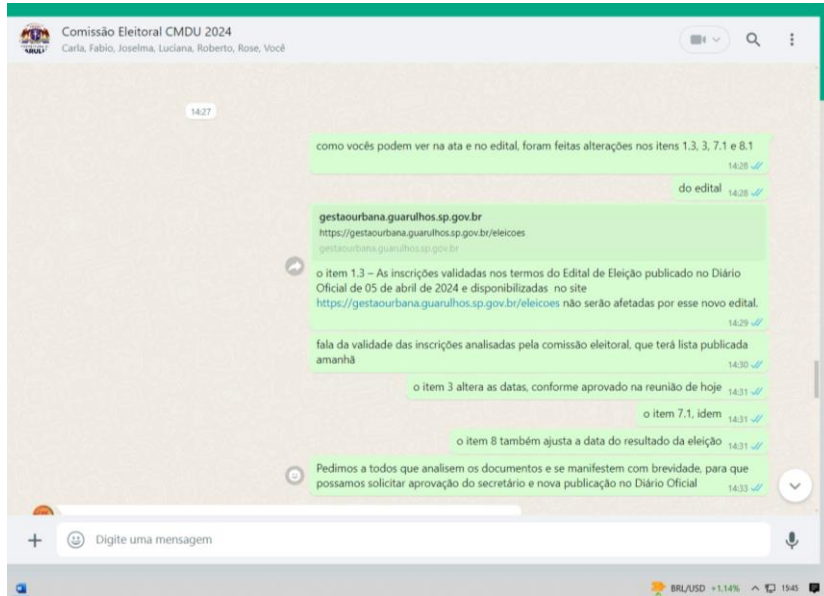 Comissão Eleitoral CMDU 2024
Carla, Fabio, Joselma, Luciana, Roberto, Rose, Você
14:27
como vocês podem ver na ata e no edital, foram feitas alterações nos itens 1.3, 3, 7.1 e 8.1
14:28
do edital 14:28
gestaourbana.guarulhos.sp.gov.br
https://gestaourbana.guarulhos.sp.gov.br/eleicoes
gestaourbana.guarulhos.sp.gov.br
o item 1.3 – As inscrições validadas nos termos do Edital de Eleição publicado no Diário
Oficial de 05 de abril de 2024 e disponibilizadas no site
https://gestaourbana.guarulhos.sp.gov.br/eleicoes não serão afetadas por esse novo edital.
14:29
fala da validade das inscrições analisadas pela comissão eleitoral, que terá lista publicada
amanhã 14:30
o item 3 altera as datas, conforme aprovado na reunião de hoje 14:31
o item 7.1, idem 14:31
o item 8 também ajusta a data do resultado da eleição 14:31
Pedimos a todos que analisem os documentos e se manifestem com brevidade, para que
possamos solicitar aprovação do secretário e nova publicação no Diário Oficial 14:33
Digite uma mensagem
BRL/USD +1.14% 15:45